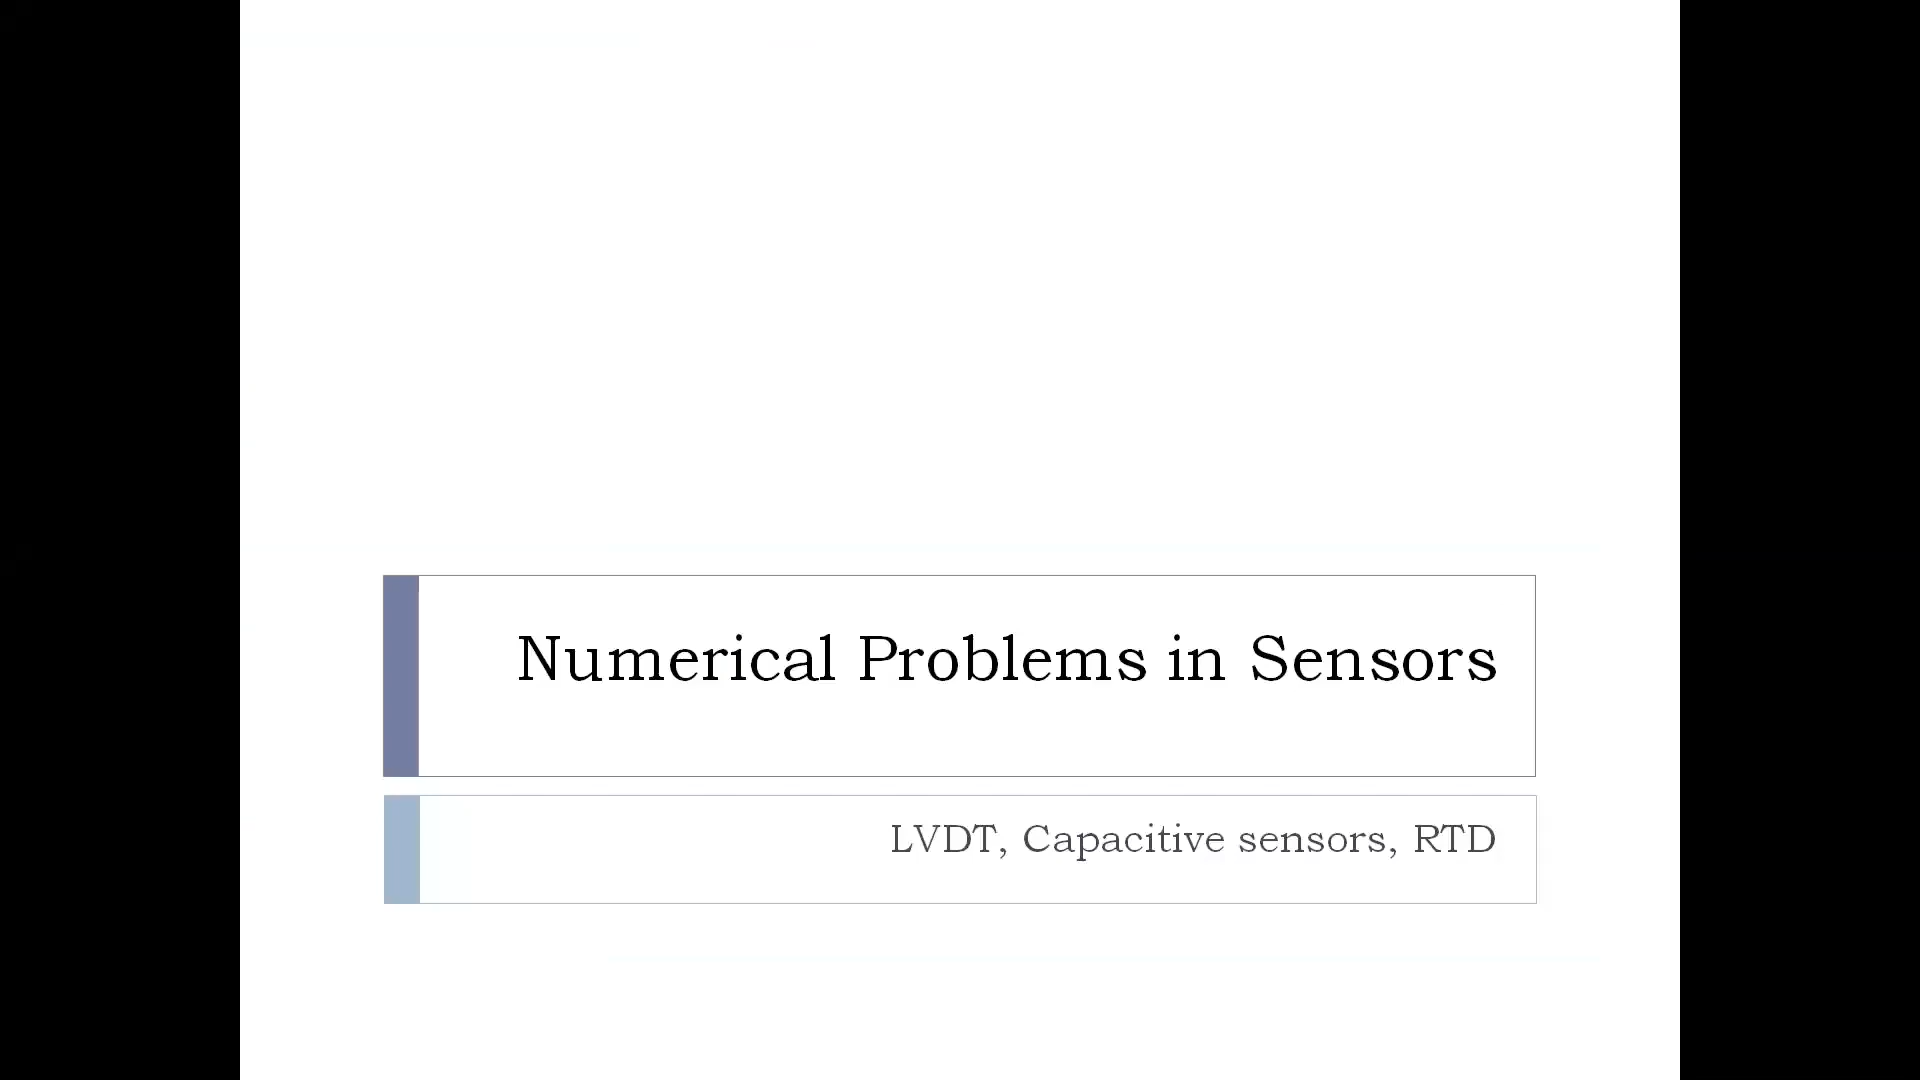 Numerical Problems in Sensors
LVDT, Capacitive sensors, RTD